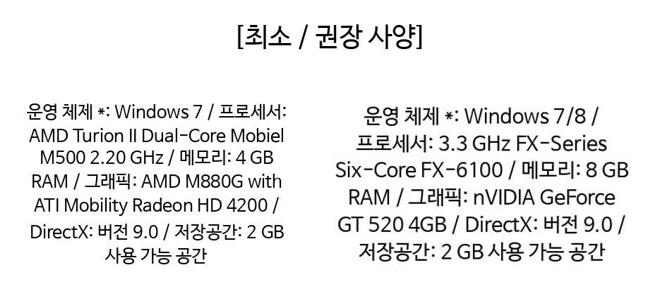 [최소 / 권장 사양]
운영 체제 *: Windows 7 / 프로세서:
AMD Turion II Dual-Core Mobiel
M500 2.20 GHz / 메모리: 4 GB
RAM / 그래픽: AMD M880G with
ATI Mobility Radeon HD 4200 /
DirectX: 버전 9.0 / 저장공간: 2 GB
사용 가능 공간
운영 체제 *: Windows 7/8 /
프로세서: 3.3 GHz FX-Series
Six-Core FX-6100 / 메모리: 8 GB
RAM / 그래픽: nVIDIA GeForce
GT 520 4GB / DirectX: 버전 9.0 /
저장공간: 2 GB 사용 가능 공간